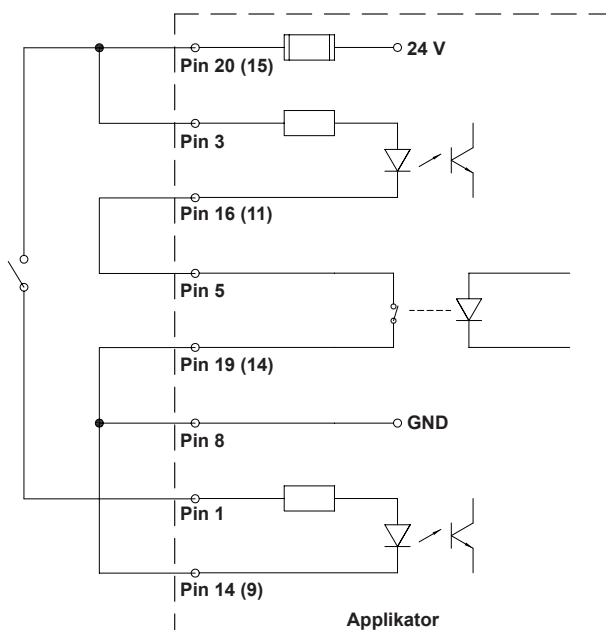 24 V
Pin 20 (15)
Pin 3
Pin 16 (11)
Pin 5
Pin 19 (14)
GND
Pin 8
Pin 1
Pin 14 (9)
Applikator